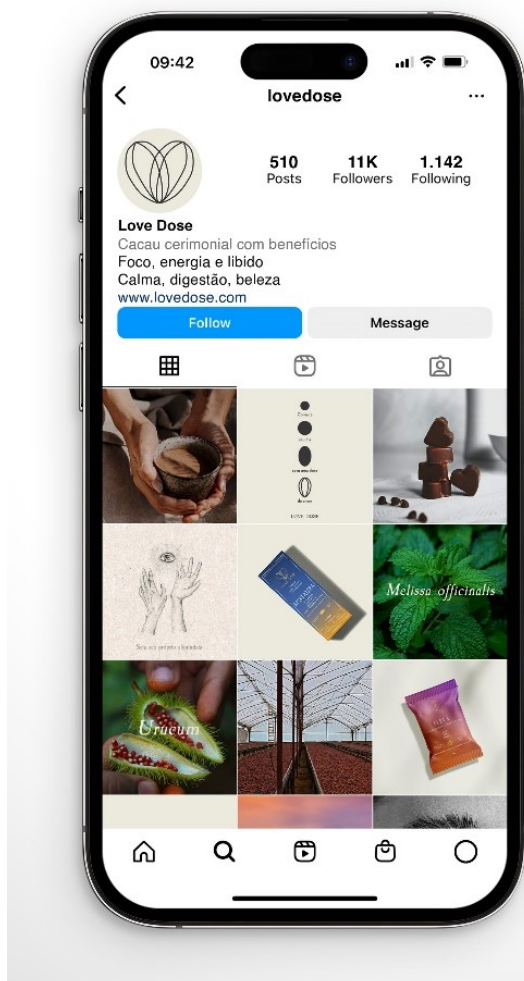 09:42
lovedose
510
Posts
11K
Followers
1.142
Following
Love Dose
Cacau cerimonial com benefícios
Foco, energia e libido
Calma, digestão, beleza
www.lovedose.com
Follow
Message
LOVE DOSE
Melissa officinalis
Urucum